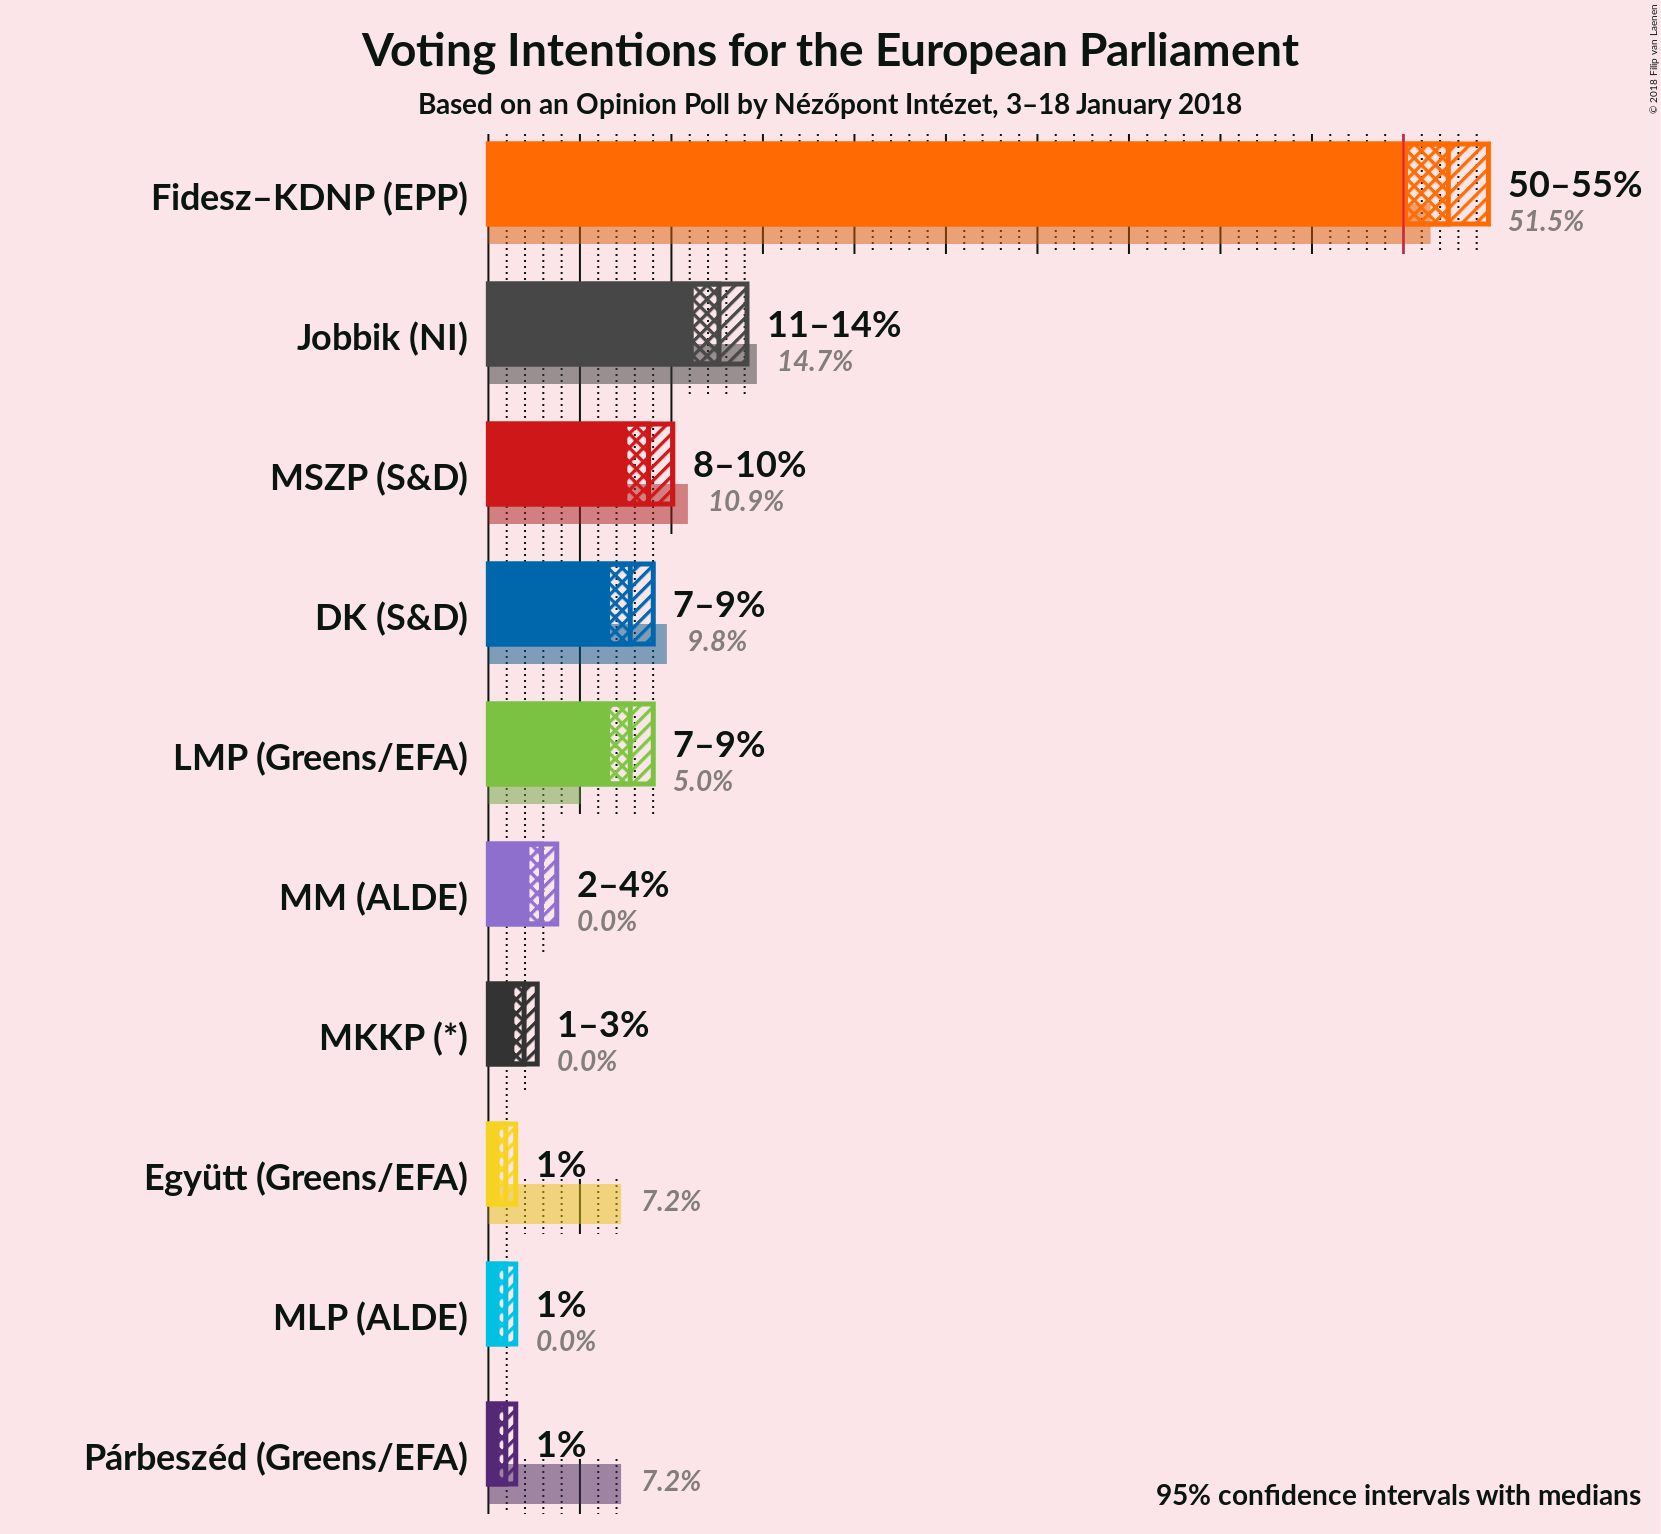 Voting Intentions for the European Parliament
Based on an Opinion Poll by Nézőpont Intézet, 3–18 January 2018
© 2018 Filip van Laenen
Fidesz–KDNP (EPP)
50–55%
51.5%
Jobbik (NI)
11–14%
14.7%
MSZP (S&D)
8–10%
10.9%
DK (S&D)
7–9%
9.8%
LMP (Greens/EFA)
7–9%
5.0%
MM (ALDE)
2–4%
0.0%
MKKP (*)
1–3%
0.0%
Együtt (Greens/EFA)
1%
7.2%
MLP (ALDE)
1%
0.0%
Párbeszéd (Greens/EFA)
1%
7.2%
95% confidence intervals with medians